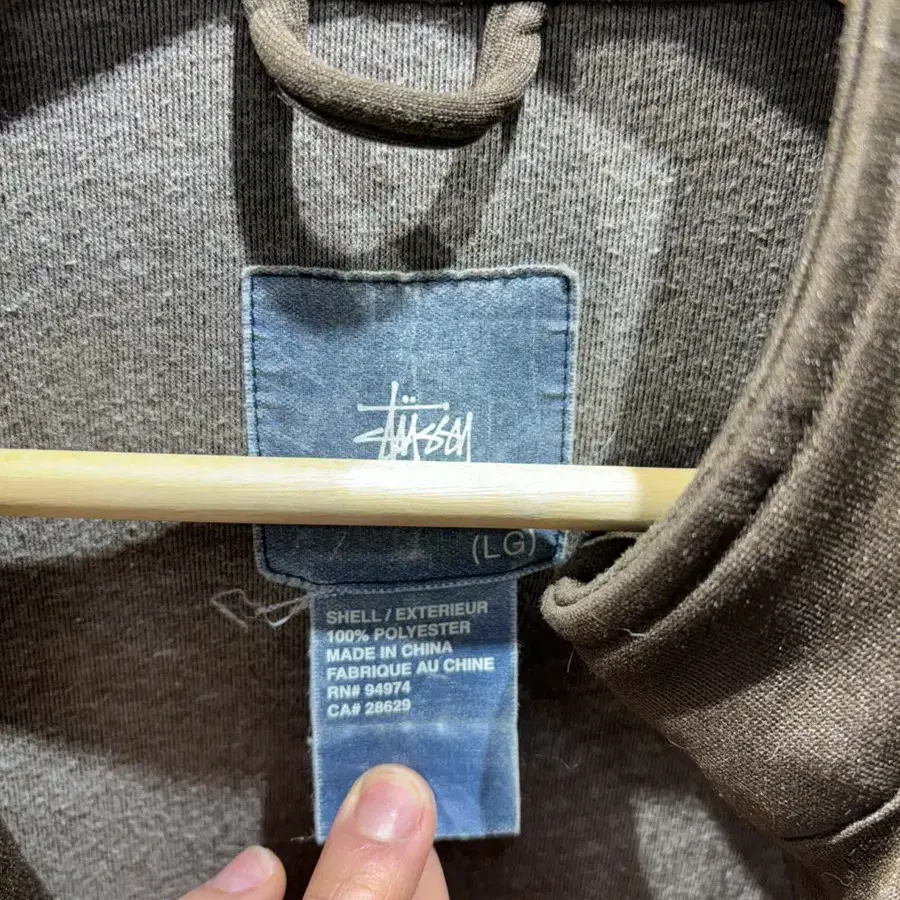 STÜSSY
(LG)
SHELL / EXTERIEUR
100% POLYESTER
MADE IN CHINA
FABRIQUE AU CHINE
RN# 94974
CA# 28629